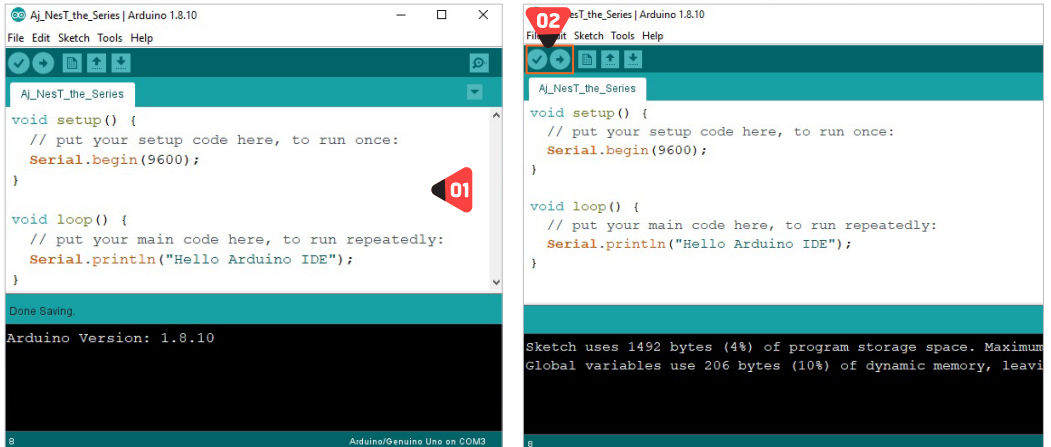 Aj_NesT_the_Series | Arduino 1.8.10
File Edit Sketch Tools Help
Aj_NesT_the_Series
void setup() {
  // put your setup code here, to run once:
  Serial.begin(9600);
}
void loop() {
  // put your main code here, to run repeatedly:
  Serial.println("Hello Arduino IDE");
}
01
Done Saving.
Arduino Version: 1.8.10
8
Arduino/Genuino Uno on COM3
02
esT_the_Series | Arduino 1.8.10
Sketch Tools Help
Aj_NesT_the_Series
void setup() {
  // put your setup code here, to run once:
  Serial.begin(9600);
}
void loop() {
  // put your main code here, to run repeatedly:
  Serial.println("Hello Arduino IDE");
}
Sketch uses 1492 bytes (4%) of program storage space. Maximum
Global variables use 206 bytes (10%) of dynamic memory, leavi
8